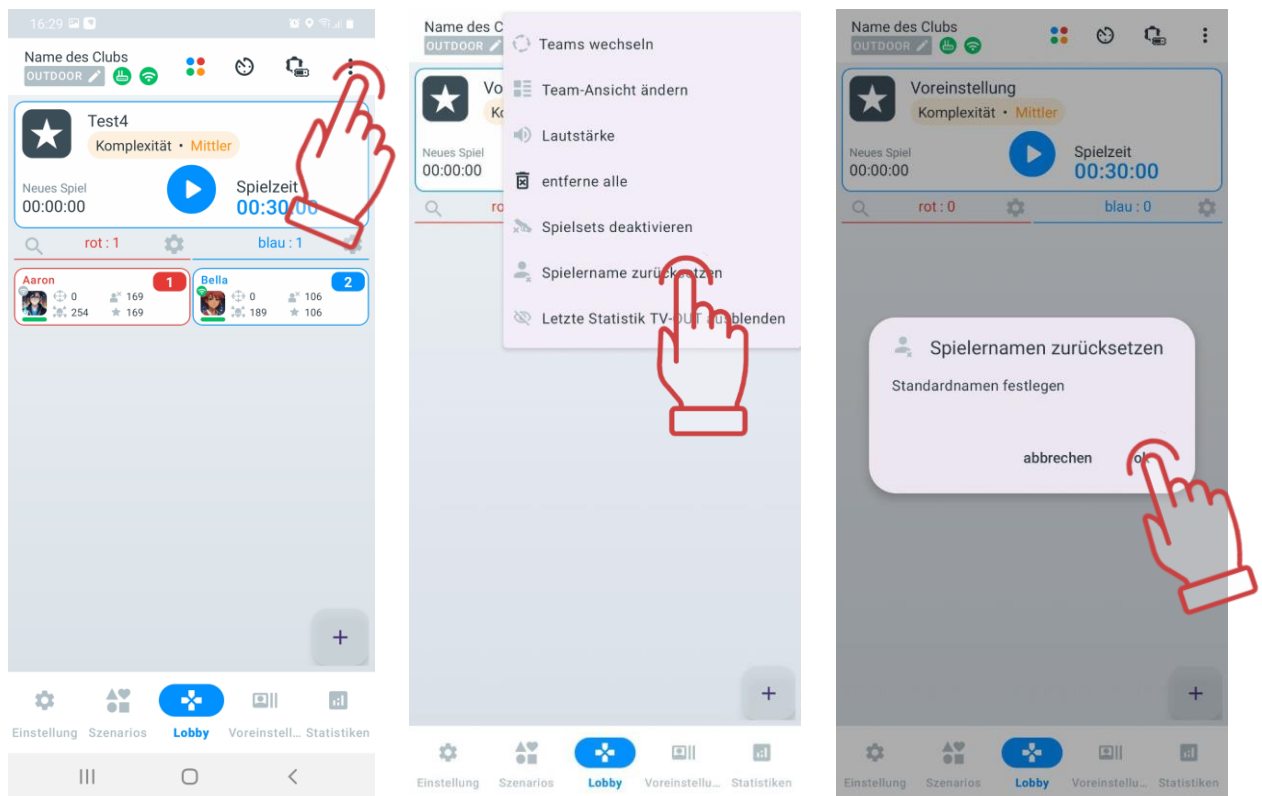 16:29
Name des Clubs
OUTDOOR
Test4
Komplexität • Mittler
Neues Spiel
00:00:00
Spielzeit
00:30:00
rot : 1
blau : 1
Aaron
1
0
169
254
169
Bella
2
0
106
189
106
+
Einstellung
Szenarios
Lobby
Voreinstell...
Statistiken
Name des C
OUTDOOR
Vo
Ko
Neues Spiel
00:00:00
ro
Teams wechseln
Team-Ansicht ändern
Lautstärke
entferne alle
Spielsets deaktivieren
Spielername zurücksetzen
Letzte Statistik TV-OUT ausblenden
+
Einstellung
Szenarios
Lobby
Voreinstellu...
Statistiken
Name des Clubs
OUTDOOR
Voreinstellung
Komplexität • Mittler
Neues Spiel
00:00:00
Spielzeit
00:30:00
rot : 0
blau : 0
Spielernamen zurücksetzen
Standardnamen festlegen
abbrechen
ok
+
Einstellung
Szenarios
Lobby
Voreinstellu...
Statistiken